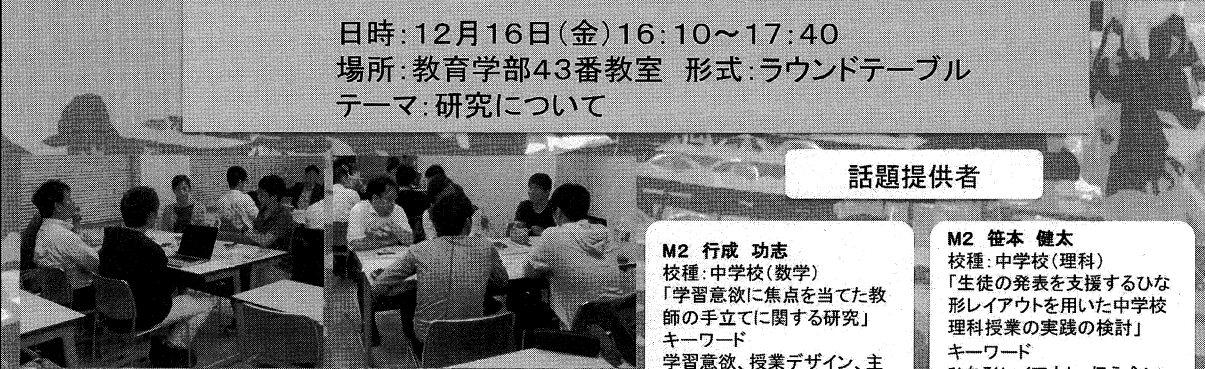 日時：１２月１６日（金）１６：１０～１７：４０
場所：教育学部４３番教室　形式：ラウンドテーブル
テーマ：研究について
話題提供者
M2　行成　功志
校種：中学校（数学）
「学習意欲に焦点を当てた教
師の手立てに関する研究」
キーワード
学習意欲、授業デザイン、主
M2　笹本　健太
校種：中学校（理科）
「生徒の発表を支援するひな
形レイアウトを用いた中学校
理科授業の実践の検討」
キーワード